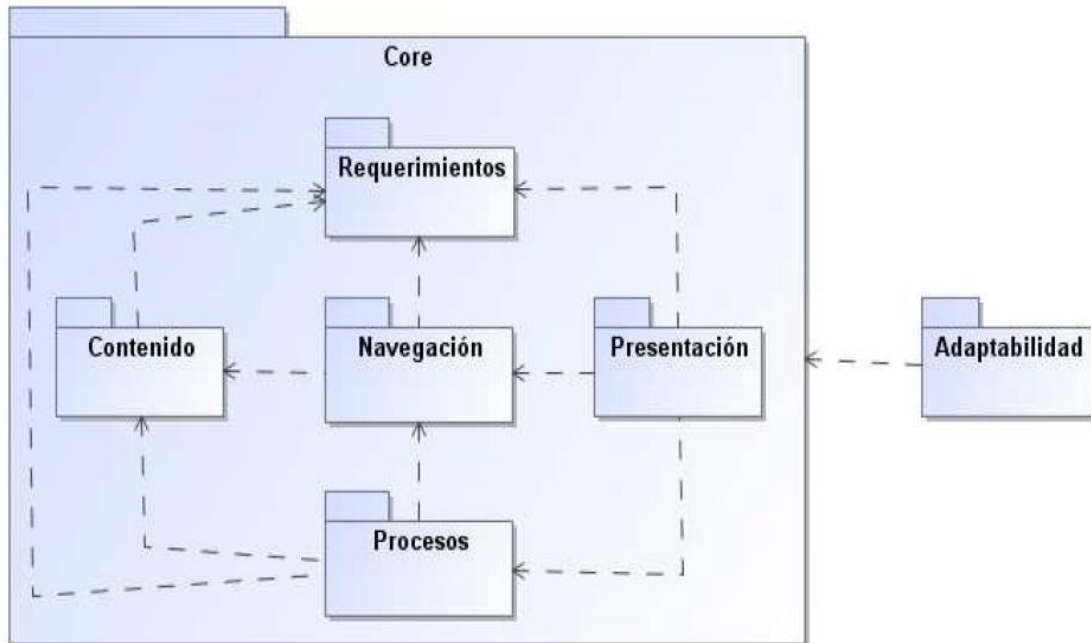 Core
Requerimientos
Contenido
Navegación
Presentación
Adaptabilidad
Procesos